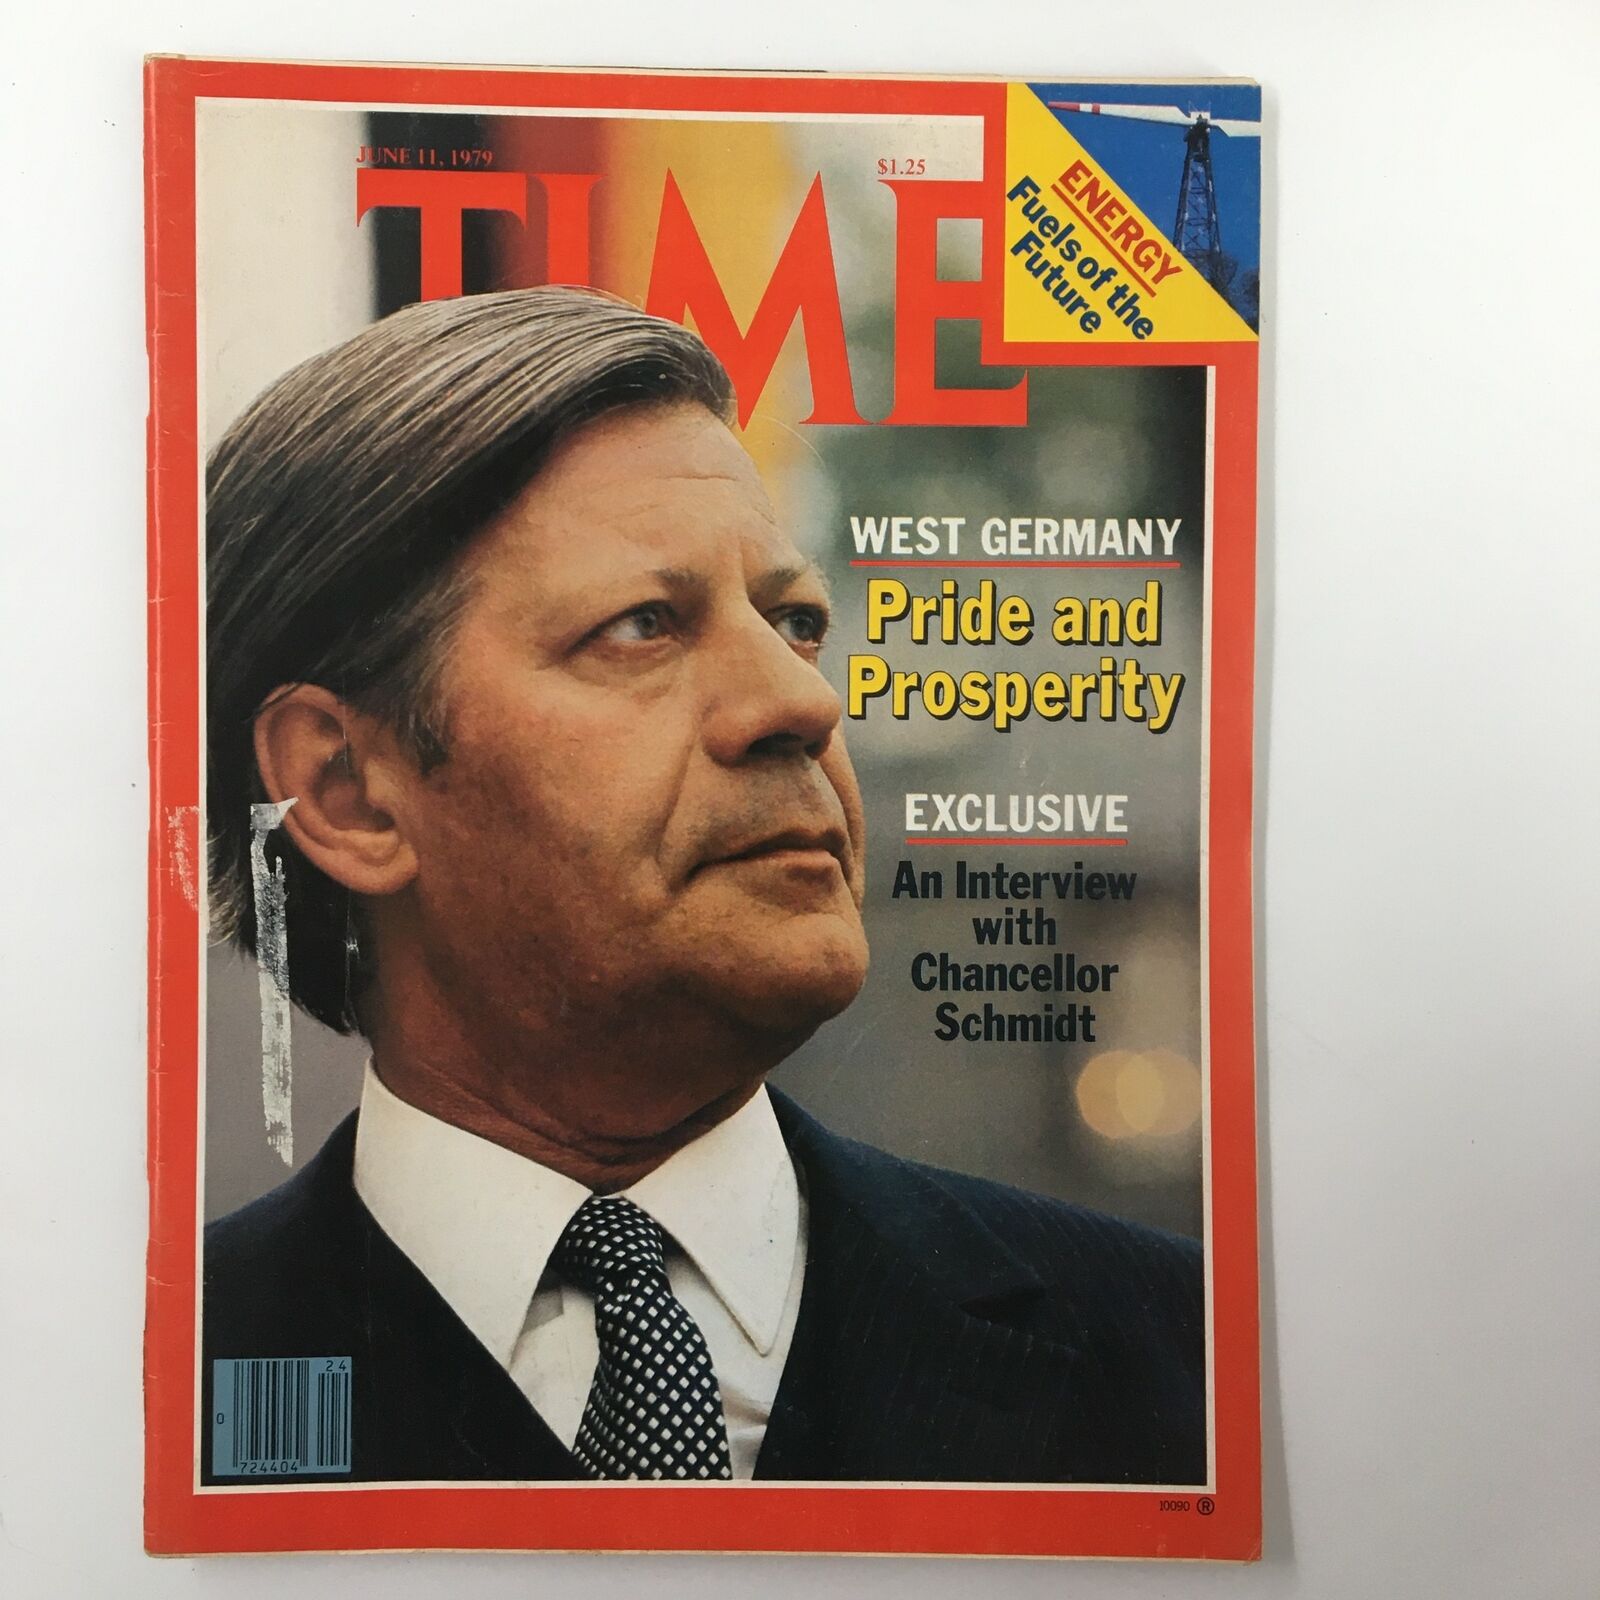 JUNE 11, 1979
$1.25
TIME
ENERGY
Fuels of the
Future
WEST GERMANY
Pride and
Prosperity
EXCLUSIVE
An Interview
with
Chancellor
Schmidt
24
0
724404
10090 ®